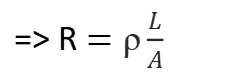 => R = ρ L/A